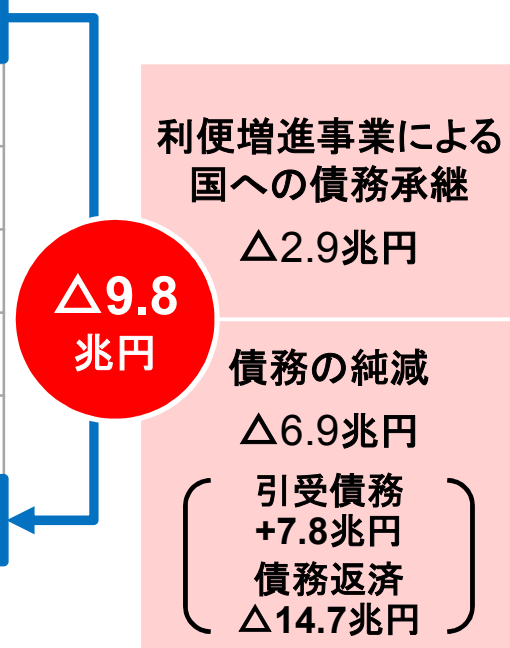 利便増進事業による
国への債務承継
△2.9兆円
△9.8
兆円
債務の純減
△6.9兆円
引受債務
+7.8兆円
債務返済
△14.7兆円